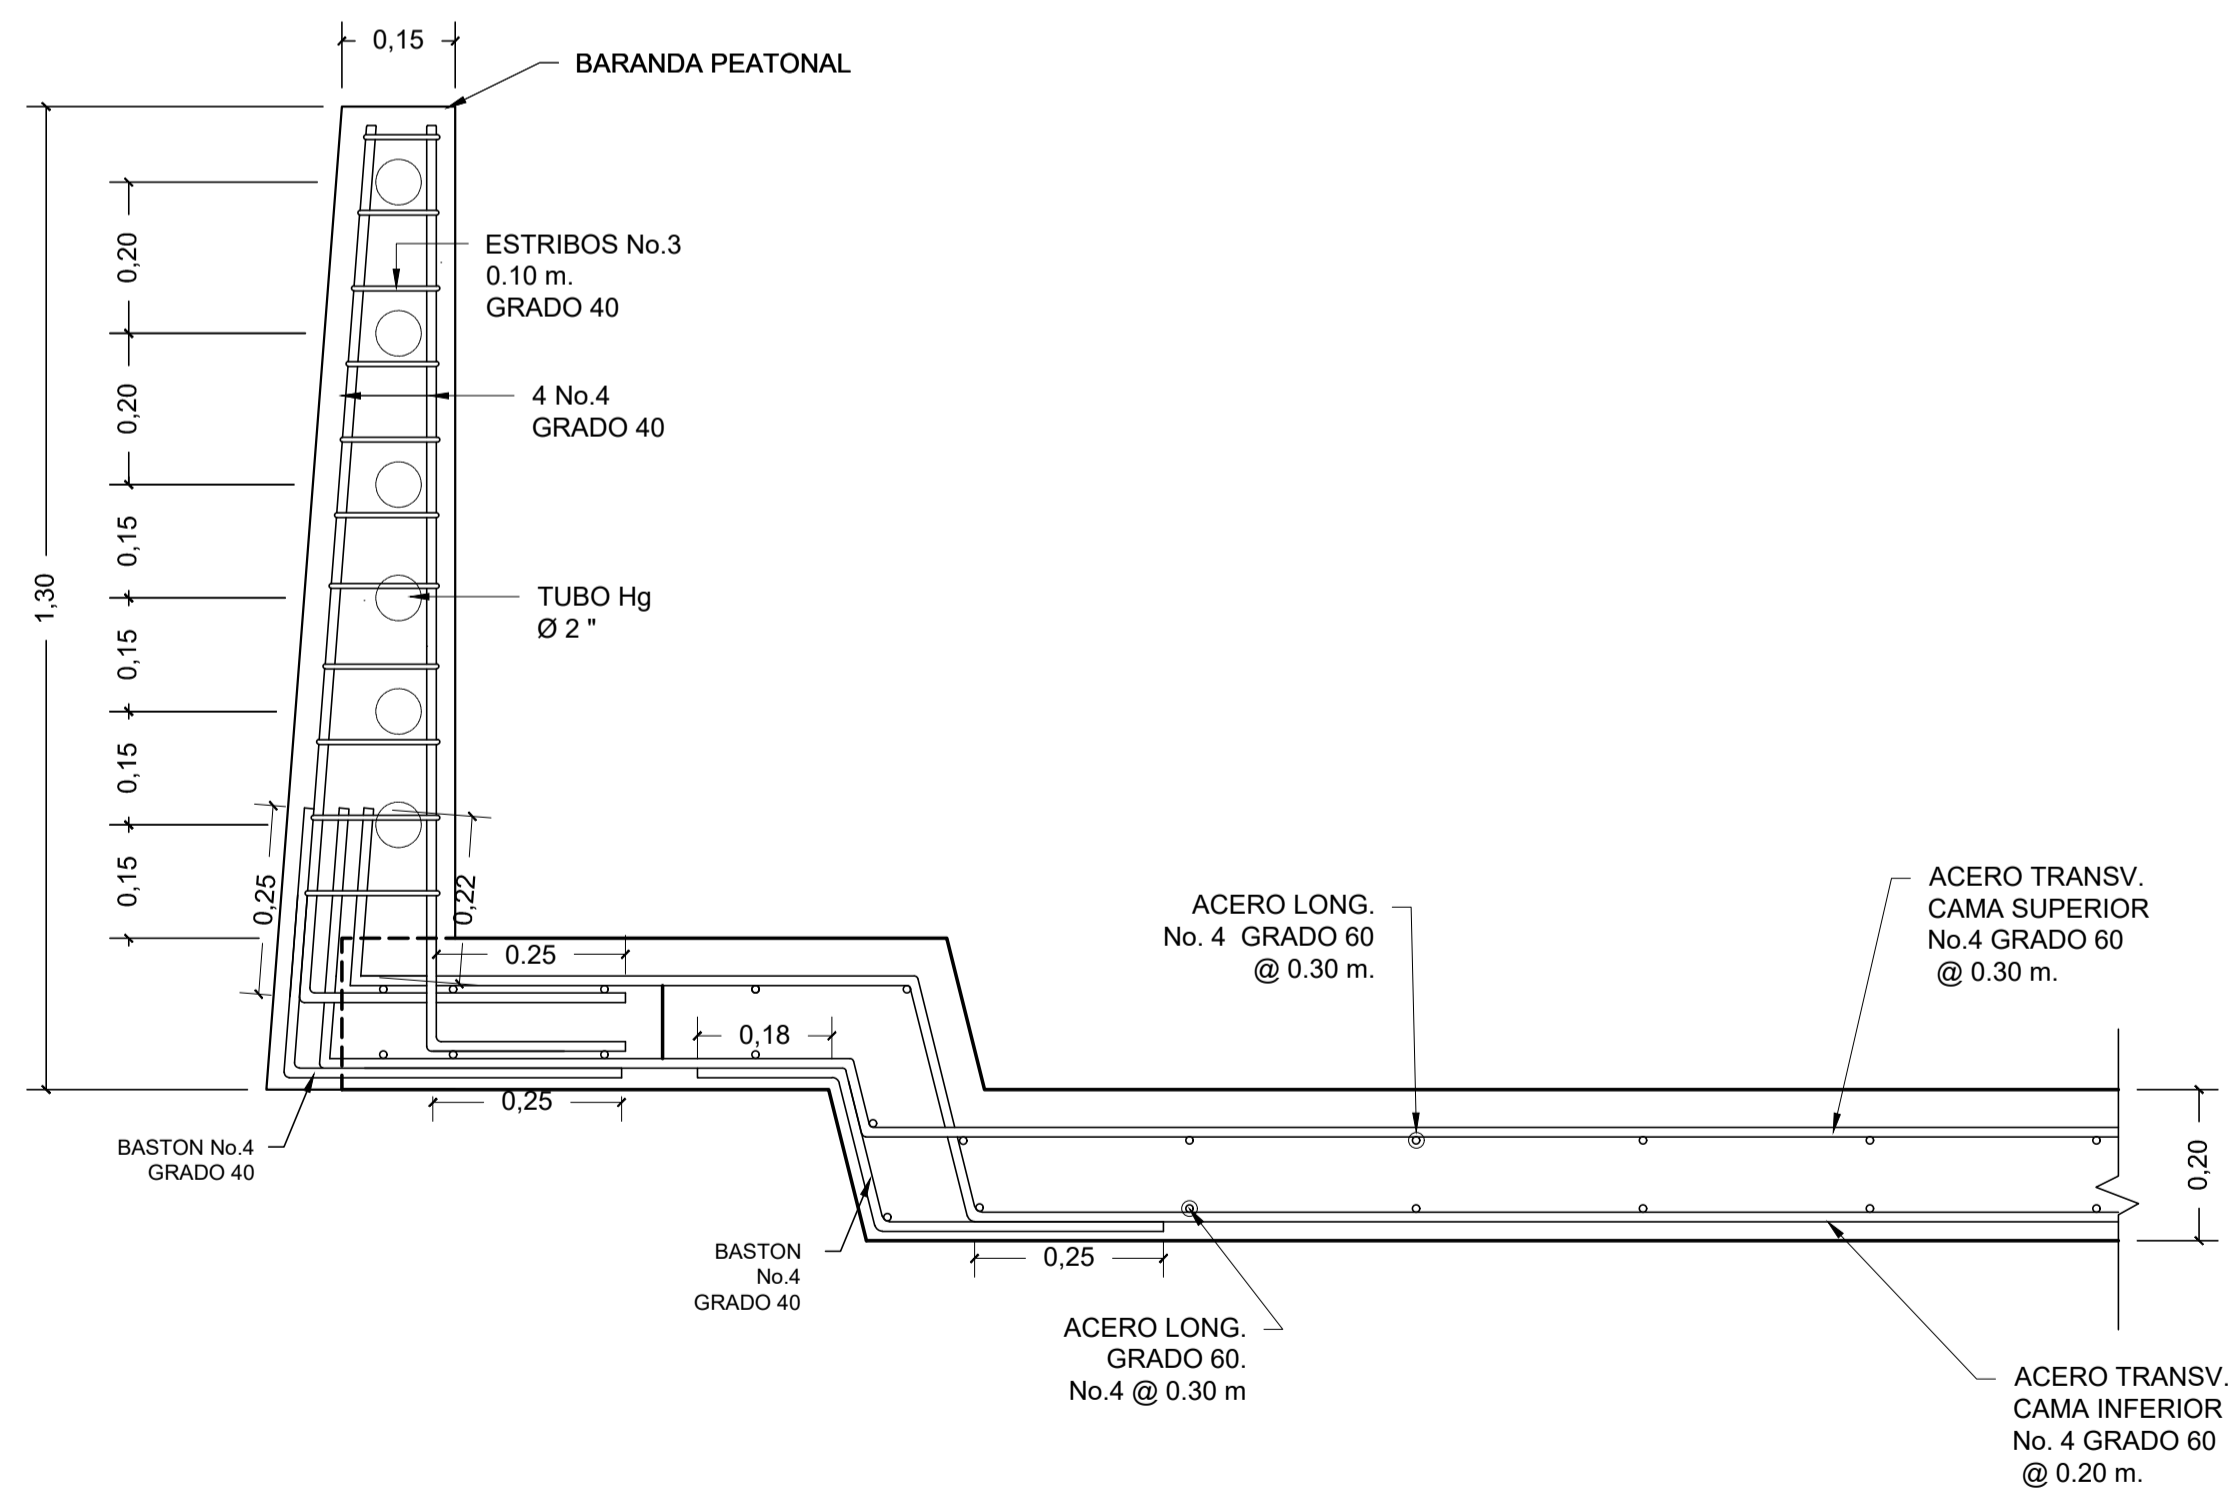 0,15
BARANDA PEATONAL
0,20
ESTRIBOS No.3
0.10 m.
GRADO 40
0,20
4 No.4
GRADO 40
0,15
1,30
TUBO Hg
Ø 2 "
0,15
0,15
0,15
0,25
0,22
0.25
0,18
0,25
BASTON No.4
GRADO 40
BASTON
No.4
GRADO 40
0,25
ACERO LONG.
No. 4 GRADO 60
@ 0.30 m.
ACERO TRANSV.
CAMA SUPERIOR
No.4 GRADO 60
@ 0.30 m.
0,20
ACERO LONG.
GRADO 60.
No.4 @ 0.30 m
ACERO TRANSV.
CAMA INFERIOR
No. 4 GRADO 60
@ 0.20 m.